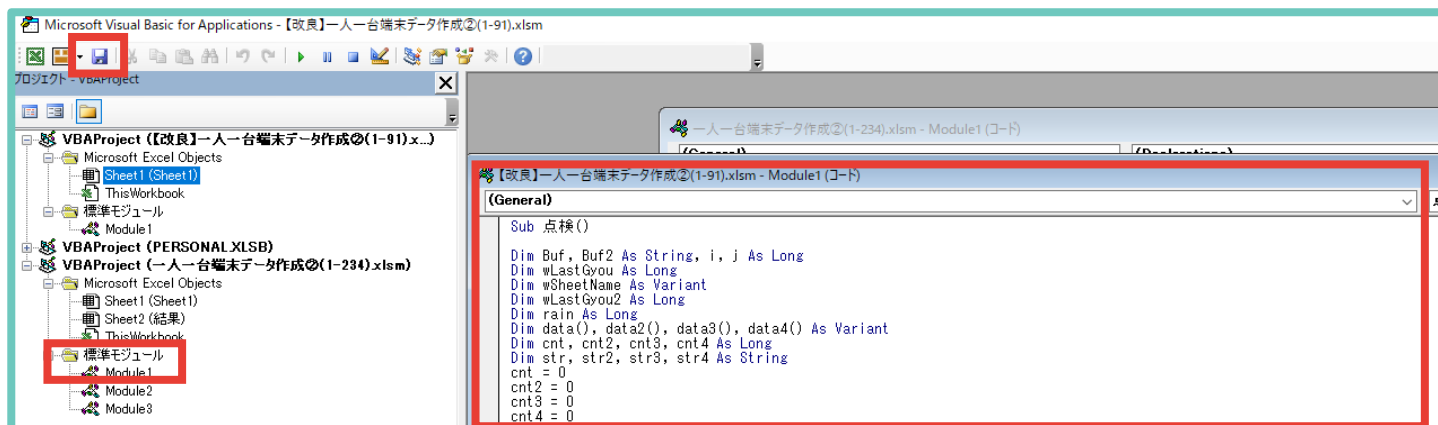 Microsoft Visual Basic for Applications - 【改良】一人一台端末データ作成②(1-91).xlsm
プロジェクト - VBAProject
VBAProject (【改良】一人一台端末データ作成②(1-91).x...)
Microsoft Excel Objects
Sheet1 (Sheet1)
ThisWorkbook
標準モジュール
Module1
VBAProject (PERSONAL.XLSB)
VBAProject (一人一台端末データ作成②(1-234).xlsm)
Microsoft Excel Objects
Sheet1 (Sheet1)
Sheet2 (結果)
ThisWorkbook
標準モジュール
Module1
Module2
Module3
一人一台端末データ作成②(1-234).xlsm - Module1 (コード)
(General)
(Declarations)
【改良】一人一台端末データ作成②(1-91).xlsm - Module1 (コード)
(General)
Sub 点検()
Dim Buf, Buf2 As String, i, j As Long
Dim wLastGyou As Long
Dim wSheetName As Variant
Dim wLastGyou2 As Long
Dim rain As Long
Dim data(), data2(), data3(), data4() As Variant
Dim cnt, cnt2, cnt3, cnt4 As Long
Dim str, str2, str3, str4 As String
cnt = 0
cnt2 = 0
cnt3 = 0
cnt4 = 0